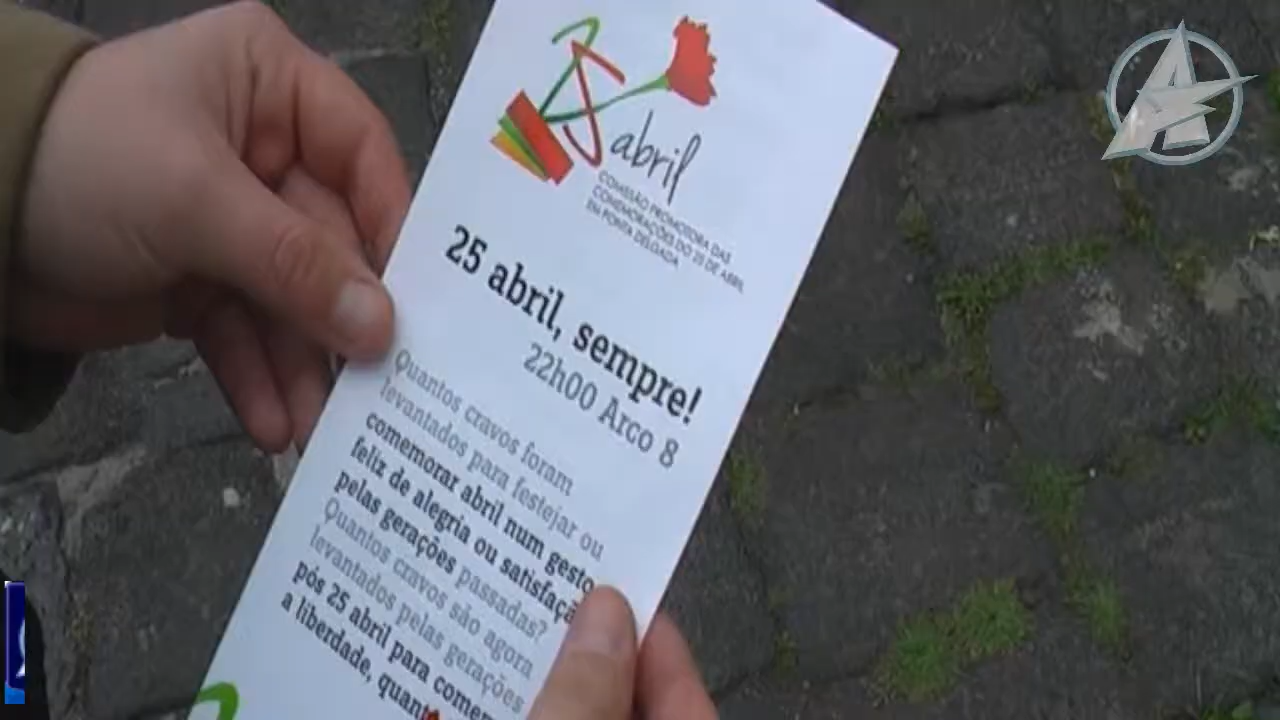 25
abril
COMISSÃO PROMOTORA DAS
COMEMORAÇÕES DO 25 DE ABRIL
EM PONTA DELGADA
25 abril, sempre!
22h00 Arco 8
Quantos cravos foram
levantados para festejar ou
comemorar abril num gesto
feliz de alegria ou satisfaçã
pelas gerações passadas?
Quantos cravos são agora
levantados pelas gerações
pós 25 abril para comem
a liberdade, quant